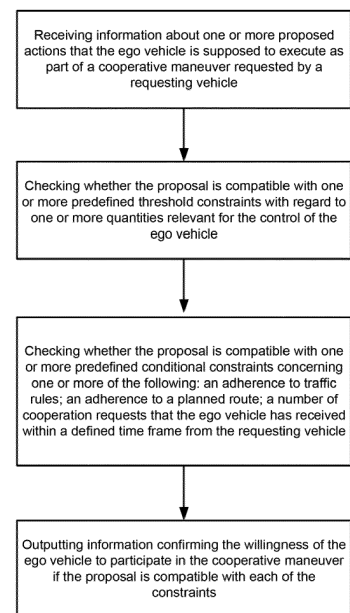 Receiving information about one or more proposed
actions that the ego vehicle is supposed to execute as
part of a cooperative maneuver requested by a
requesting vehicle
Checking whether the proposal is compatible with one
or more predefined threshold constraints with regard to
one or more quantities relevant for the control of the
ego vehicle
Checking whether the proposal is compatible with one
or more predefined conditional constraints concerning
one or more of the following: an adherence to traffic
rules; an adherence to a planned route; a number of
cooperation requests that the ego vehicle has received
within a defined time frame from the requesting vehicle
Outputting information confirming the willingness of the
ego vehicle to participate in the cooperative maneuver
if the proposal is compatible with each of the
constraints